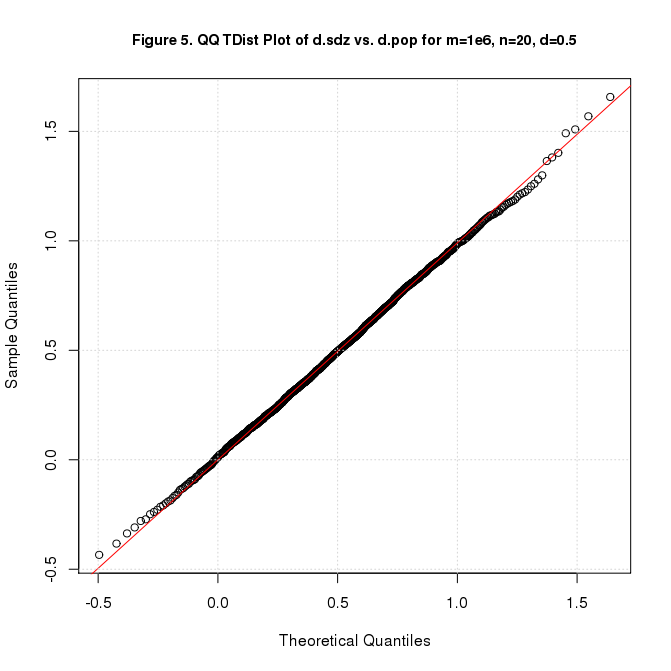 Figure 5. QQ TDist Plot of d.sdz vs. d.pop for m=1e6, n=20, d=0.5
1.5
1.0
0.5
0.0
-0.5
Sample Quantiles
-0.5 0.0 0.5 1.0 1.5
Theoretical Quantiles